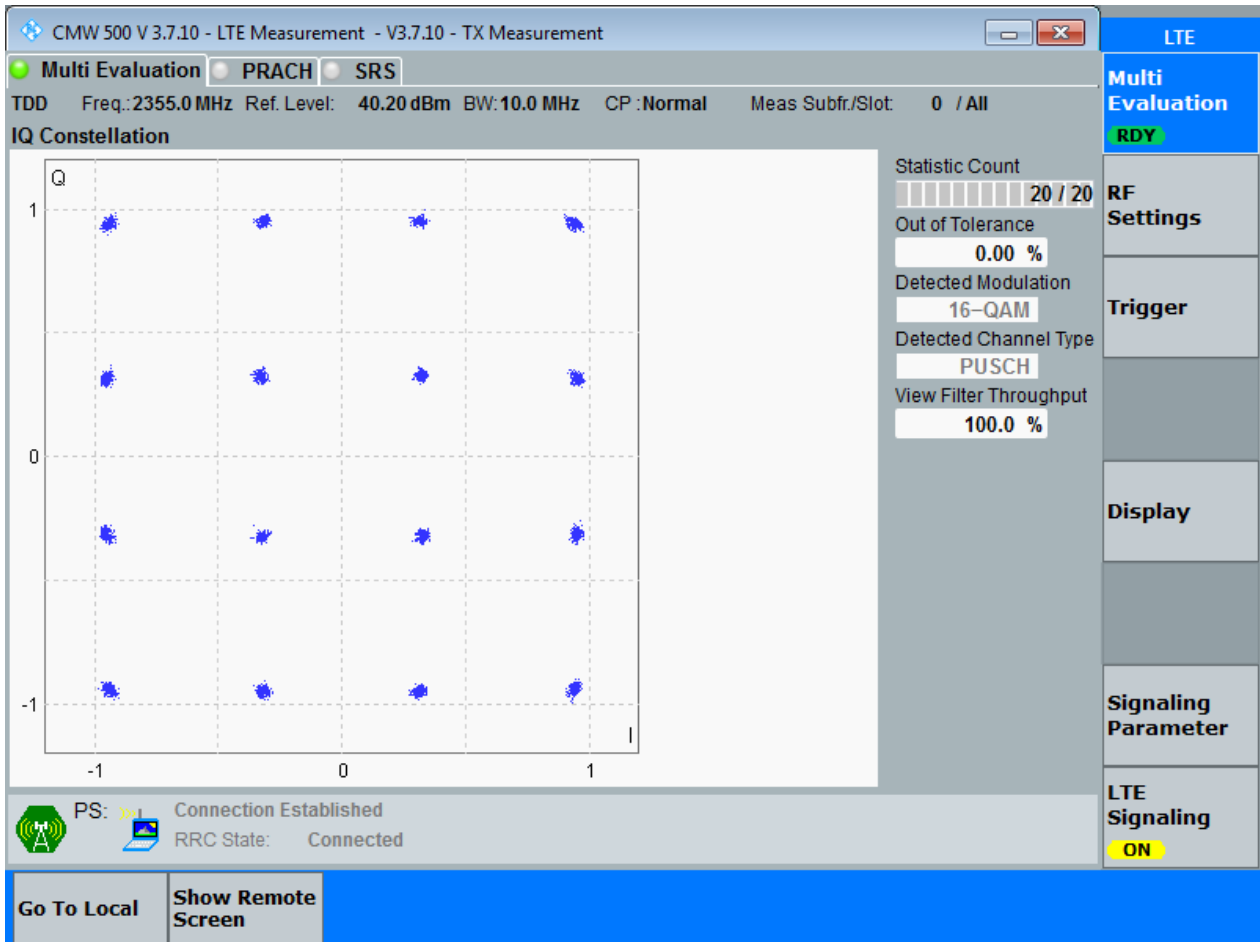 CMW 500 V 3.7.10 - LTE Measurement - V3.7.10 - TX Measurement
LTE
Multi Evaluation PRACH SRS
Multi
Evaluation
RDY
TDD Freq.:2355.0 MHz Ref. Level: 40.20 dBm BW:10.0 MHz CP :Normal Meas Subfr./Slot: 0 / All
IQ Constellation
Q
1
0
-1
-1 0 1
I
Statistic Count
20 / 20
Out of Tolerance
0.00 %
Detected Modulation
16-QAM
Detected Channel Type
PUSCH
View Filter Throughput
100.0 %
RF
Settings
Trigger
Display
Signaling
Parameter
LTE
Signaling
ON
PS: Connection Established
RRC State: Connected
Go To Local
Show Remote
Screen